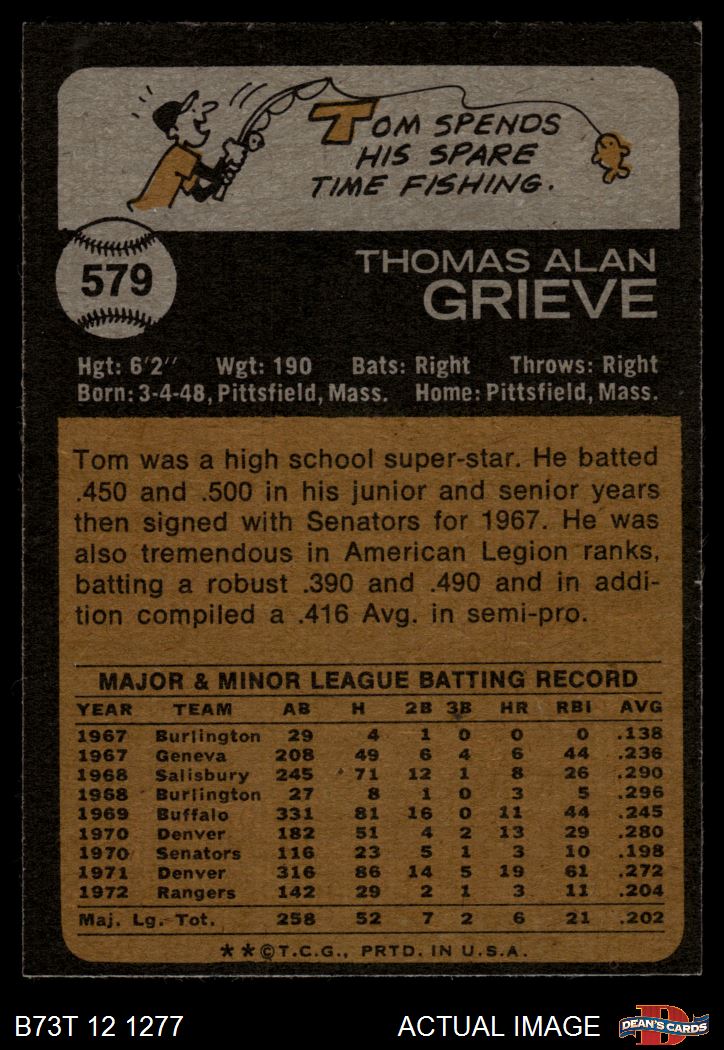 TOM SPENDS
HIS SPARE
TIME FISHING.
579
THOMAS ALAN
GRIEVE
Hgt: 6'2" Wgt: 190 Bats: Right Throws: Right
Born: 3-4-48, Pittsfield, Mass. Home: Pittsfield, Mass.
Tom was a high school super-star. He batted
.450 and .500 in his junior and senior years
then signed with Senators for 1967. He was
also tremendous in American Legion ranks,
batting a robust .390 and .490 and in addi-
tion compiled a .416 Avg. in semi-pro.
MAJOR & MINOR LEAGUE BATTING RECORD
YEAR TEAM AB H 2B 3B HR RBI AVG
1967 Burlington 29 4 1 0 0 0 .138
1967 Geneva 208 49 6 4 6 44 .236
1968 Salisbury 245 71 12 1 8 26 .290
1968 Burlington 27 8 1 0 3 5 .296
1969 Buffalo 331 81 16 0 11 44 .245
1970 Denver 182 51 4 2 13 29 .280
1970 Senators 116 23 5 1 3 10 .198
1971 Denver 316 86 14 5 19 61 .272
1972 Rangers 142 29 2 1 3 11 .204
Maj. Lg. Tot. 258 52 7 2 6 21 .202
**©T.C.G., PRTD. IN U.S.A.
B73T 12 1277 ACTUAL IMAGE
D
DEAN'S CARDS